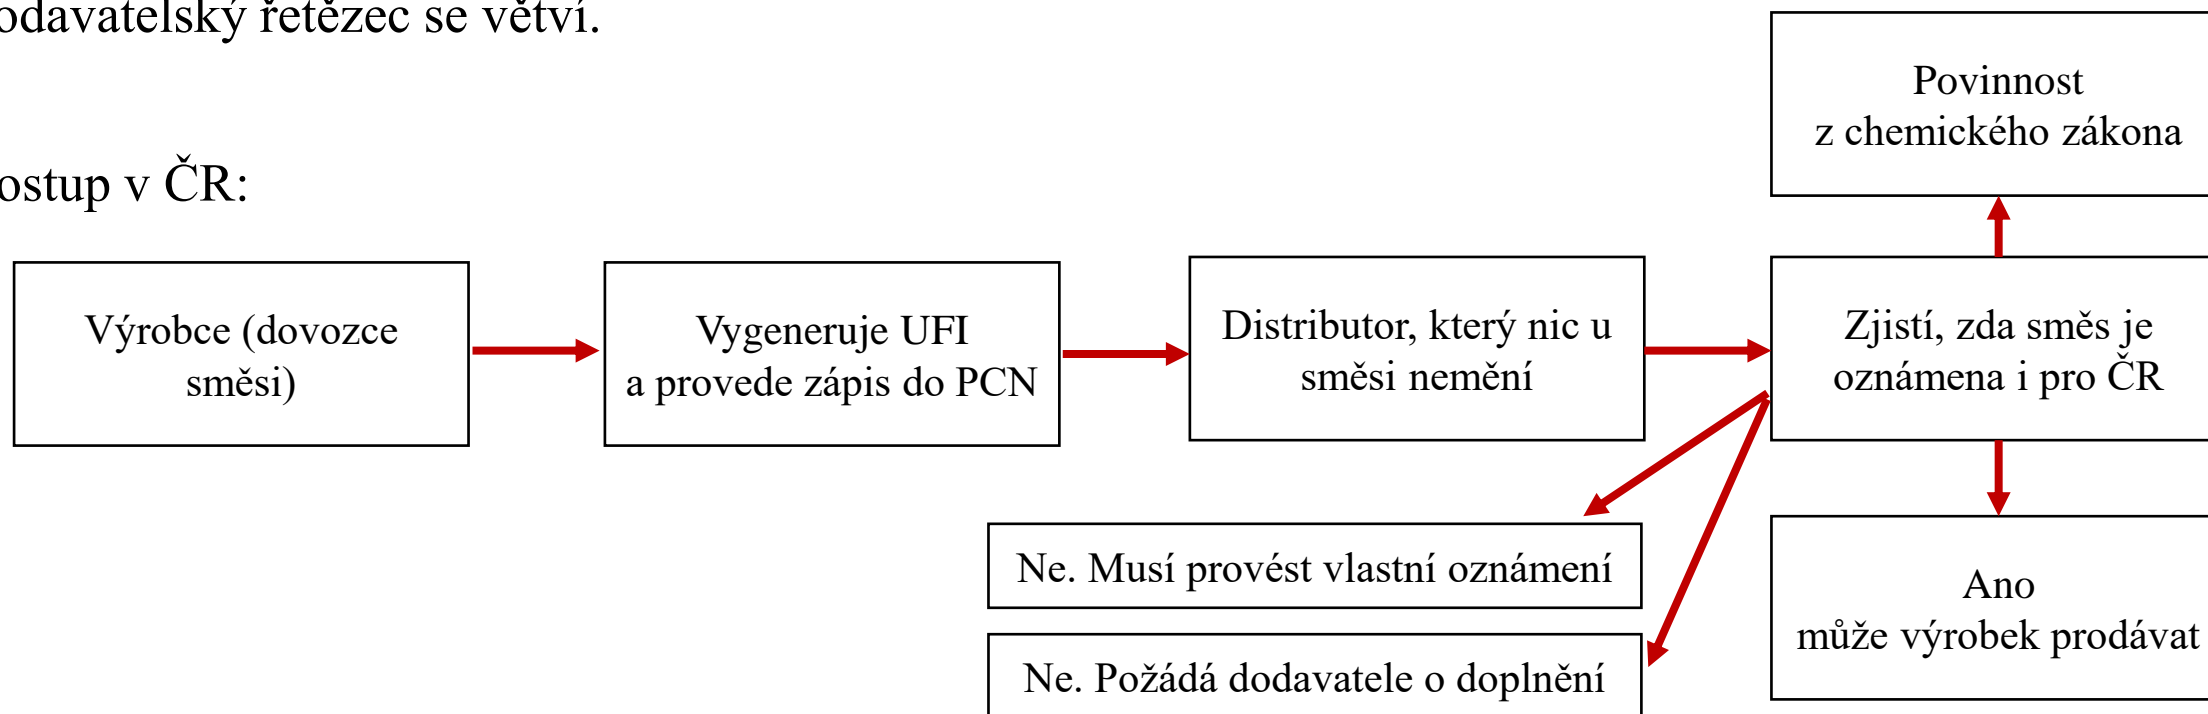 odavatelský řetězec se větví.
ostup v ČR:
Povinnost
z chemického zákona
Výrobce (dovozce
směsi)
Vygeneruje UFI
a provede zápis do PCN
Distributor, který nic u
směsi nemění
Zjistí, zda směs je
oznámena i pro ČR
Ne. Musí provést vlastní oznámení
Ne. Požádá dodavatele o doplnění
Ano
může výrobek prodávat